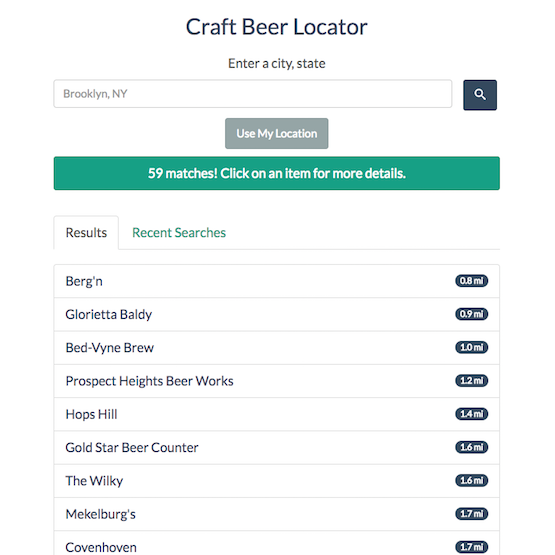 Craft Beer Locator
Enter a city, state
Brooklyn, NY
Use My Location
59 matches! Click on an item for more details.
Results Recent Searches
Berg'n 0.8 mi
Glorietta Baldy 0.9 mi
Bed-Vyne Brew 1.0 mi
Prospect Heights Beer Works 1.2 mi
Hops Hill 1.4 mi
Gold Star Beer Counter 1.6 mi
The Wilky 1.6 mi
Mekelburg's 1.7 mi
Covenhoven 1.7 mi